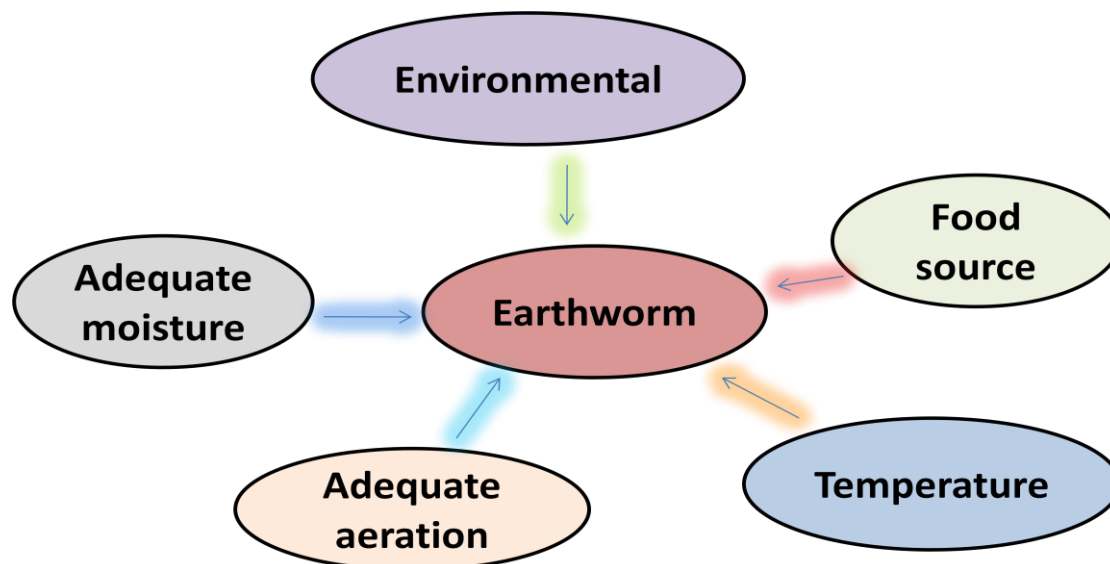 Environmental
Food
source
Adequate
moisture
Earthworm
Adequate
aeration
Temperature